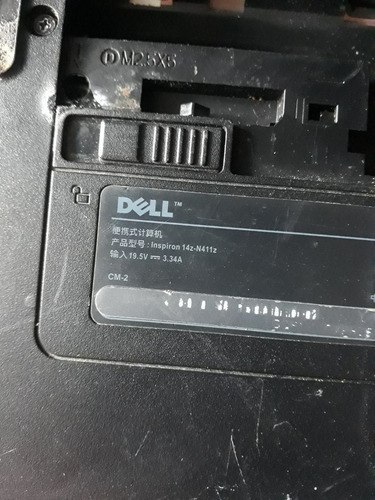 D M2.5X5
DELL™
便携式计算机
产品型号: Inspiron 14z-N411z
输入 19.5V ⎓ 3.34A
CM-2